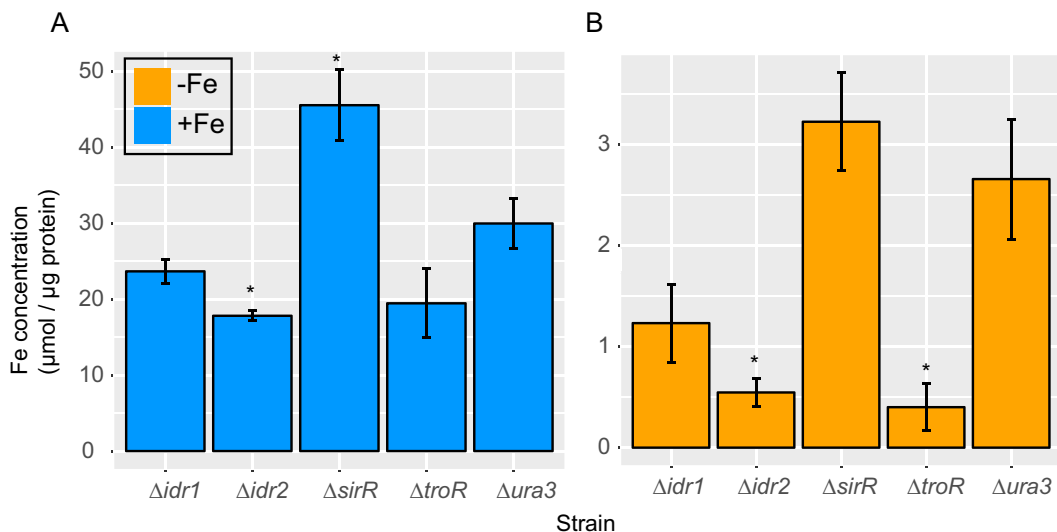 A
B
-Fe
+Fe
Fe concentration
(µmol / µg protein)
50
40
30
20
10
0
*
*
Δidr1 Δidr2 ΔsirR ΔtroR Δura3
3
2
1
0
*
*
Δidr1 Δidr2 ΔsirR ΔtroR Δura3
Strain